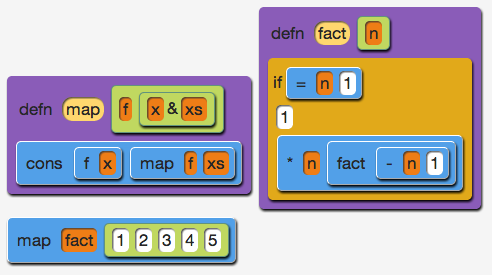 defn map f x & xs
cons f x map f xs
map fact 1 2 3 4 5
defn fact n
if = n 1
1
* n fact - n 1